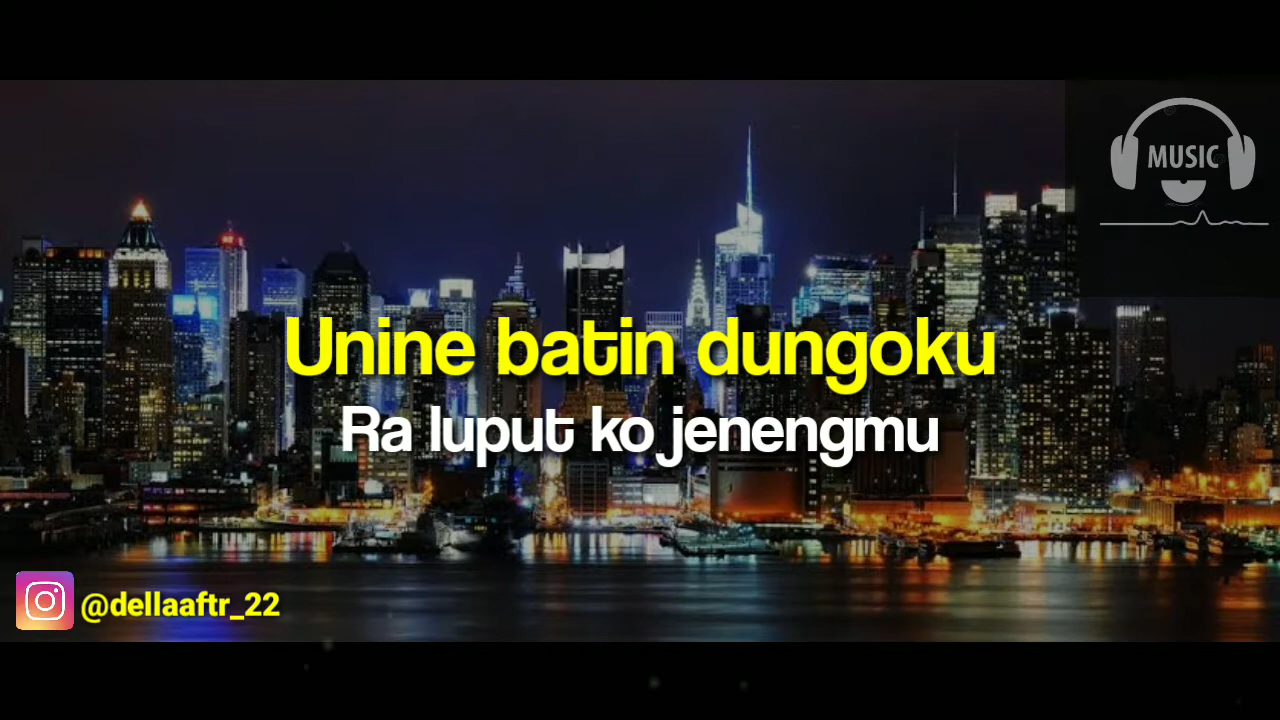 MUSIC
Unine batin dungoku
Ra luput ko jenengmu
@dellaaftr_22